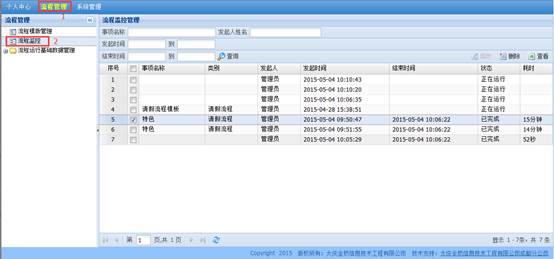 个人中心 流程管理 系统管理
1
流程管理
流程模板管理
流程监控 2
流程运行基础数据管理
流程监控管理
事项名称 发起人姓名
发起时间 到
结束时间 到 查询 删除 查看
序号 事项名称 类别 发起人 发起时间 结束时间 状态 耗时
1 管理员 2015-05-04 10:10:43 正在运行
2 管理员 2015-05-04 10:10:20 正在运行
3 管理员 2015-05-04 10:06:35 正在运行
4 请假流程模板 请假流程 管理员 2015-04-28 15:38:51 正在运行
5 特色 请假流程 管理员 2015-05-04 09:50:47 2015-05-04 10:06:22 已完成 15分钟
6 特色 请假流程 管理员 2015-05-04 09:51:55 2015-05-04 10:06:22 已完成 14分钟
7 管理员 2015-05-04 10:05:29 2015-05-04 10:06:22 已完成 52秒
第 1 页,共 1 页 显示 1 - 7条，共 7 条
Copyright 2015 版权所有：大庆金桥信息技术工程有限公司 技术支持：大庆金桥信息技术工程有限公司成都分公司